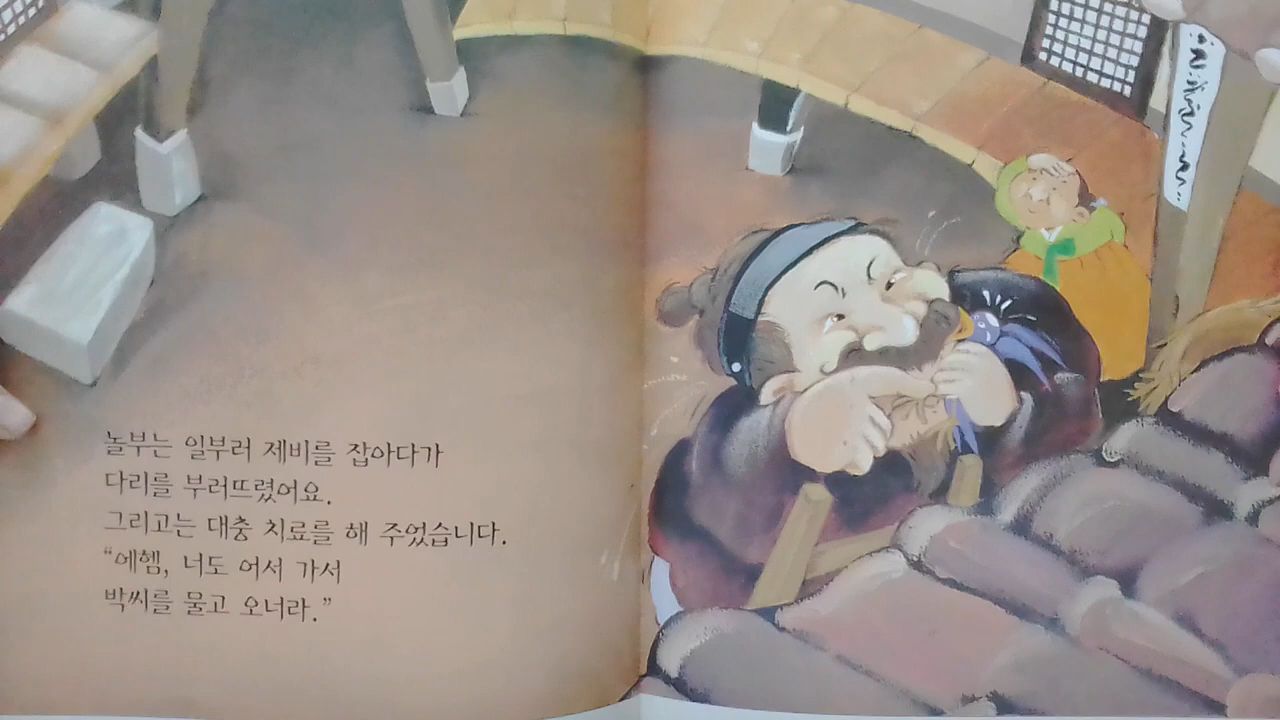 놀부는 일부러 제비를 잡아다가
다리를 부러뜨렸어요.
그리고는 대충 치료를 해 주었습니다.
“에헴, 너도 어서 가서
박씨를 물고 오너라.”